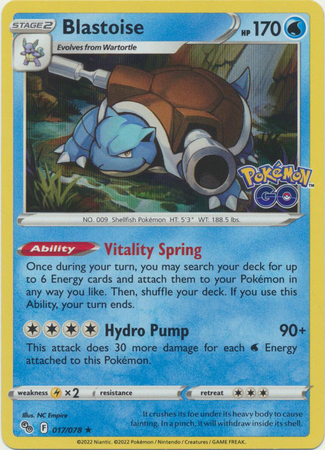 STAGE 2 Blastoise HP 170
Evolves from Wartortle
Pokémon
GO
NO. 009 Shellfish Pokémon HT: 5'3" WT: 188.5 lbs.
Ability Vitality Spring
Once during your turn, you may search your deck for up
to 6 Energy cards and attach them to your Pokémon in
any way you like. Then, shuffle your deck. If you use this
Ability, your turn ends.
Hydro Pump 90+
This attack does 30 more damage for each Energy
attached to this Pokémon.
weakness ×2 resistance retreat
Illus. NC Empire
It crushes its foe under its heavy body to cause
fainting. In a pinch, it will withdraw inside its shell.
F 017/078 ★
©2022 Niantic. ©2022 Pokémon / Nintendo / Creatures / GAME FREAK.